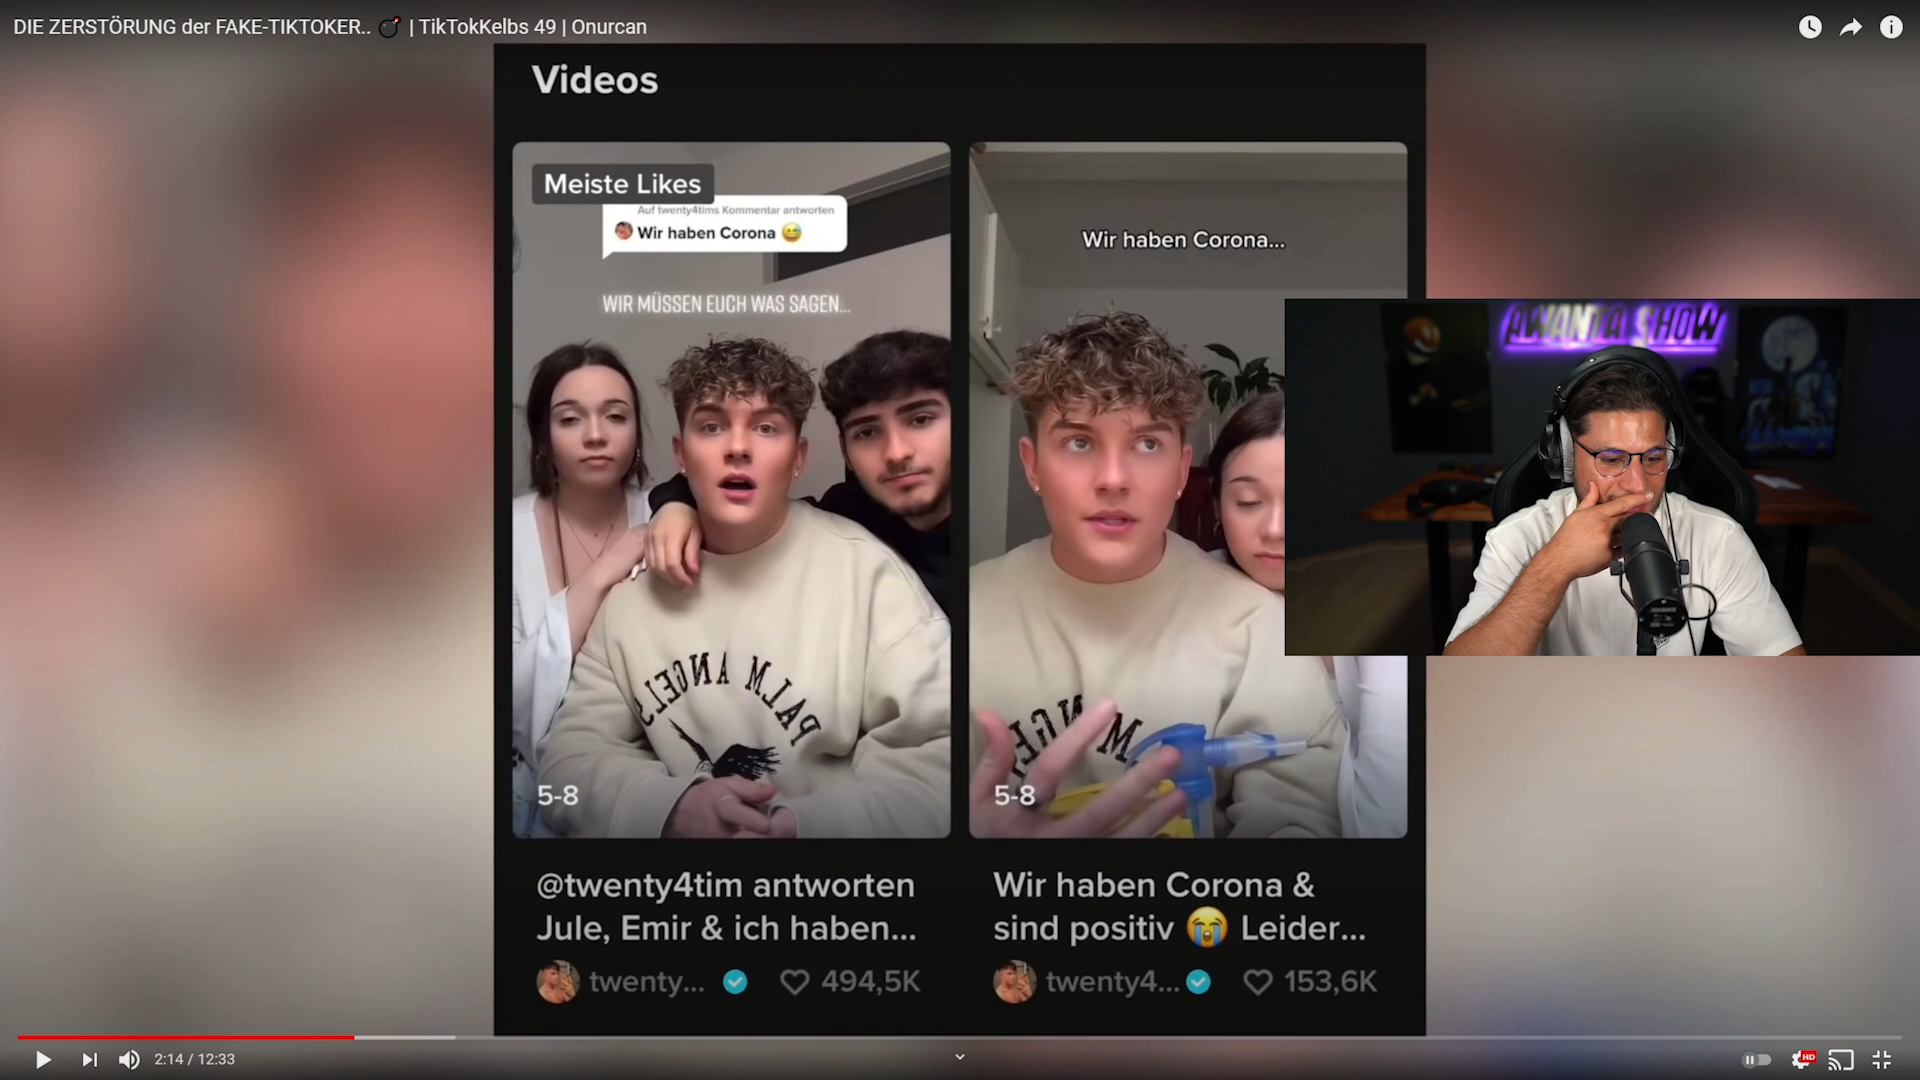 DIE ZERSTÖRUNG der FAKE-TIKTOKER.. 💣 | TikTokKelbs 49 | Onurcan
Videos
Meiste Likes
Auf twenty4tims Kommentar antworten
Wir haben Corona 😅
WIR MÜSSEN EUCH WAS SAGEN...
PALM ANGELS
5-8
@twenty4tim antworten
Jule, Emir & ich haben...
twenty...
494,5K
Wir haben Corona...
M ANGE
5-8
Wir haben Corona &
sind positiv 😭 Leider...
twenty4...
153,6K
AWANTA SHOW
2:14 / 12:33
HD